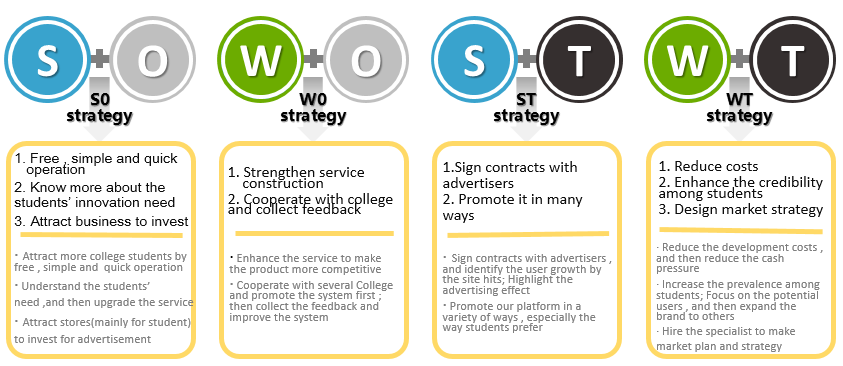 S + O
W + O
S + T
W + T
S0
strategy
W0
strategy
ST
strategy
WT
strategy
1. Free , simple and quick
operation
2. Know more about the
students' innovation need
3. Attract business to invest
· Attract more college students by
free , simple and quick operation
· Understand the students'
need ,and then upgrade the service
· Attract stores(mainly for student)
to invest for advertisement
1. Strengthen service
construction
2. Cooperate with college
and collect feedback
· Enhance the service to make
the product more competitive
· Cooperate with several College
and promote the system first ;
then collect the feedback and
improve the system
1.Sign contracts with
advertisers
2. Promote it in many
ways
· Sign contracts with advertisers ,
and identify the user growth by
the site hits; Highlight the
advertising effect
· Promote our platform in a
variety of ways , especially the
way students prefer
1. Reduce costs
2. Enhance the credibility
among students
3. Design market strategy
· Reduce the development costs ,
and then reduce the cash
pressure
· Increase the prevalence among
students; Focus on the potential
users , and then expand the
brand to others
· Hire the specialist to make
market plan and strategy